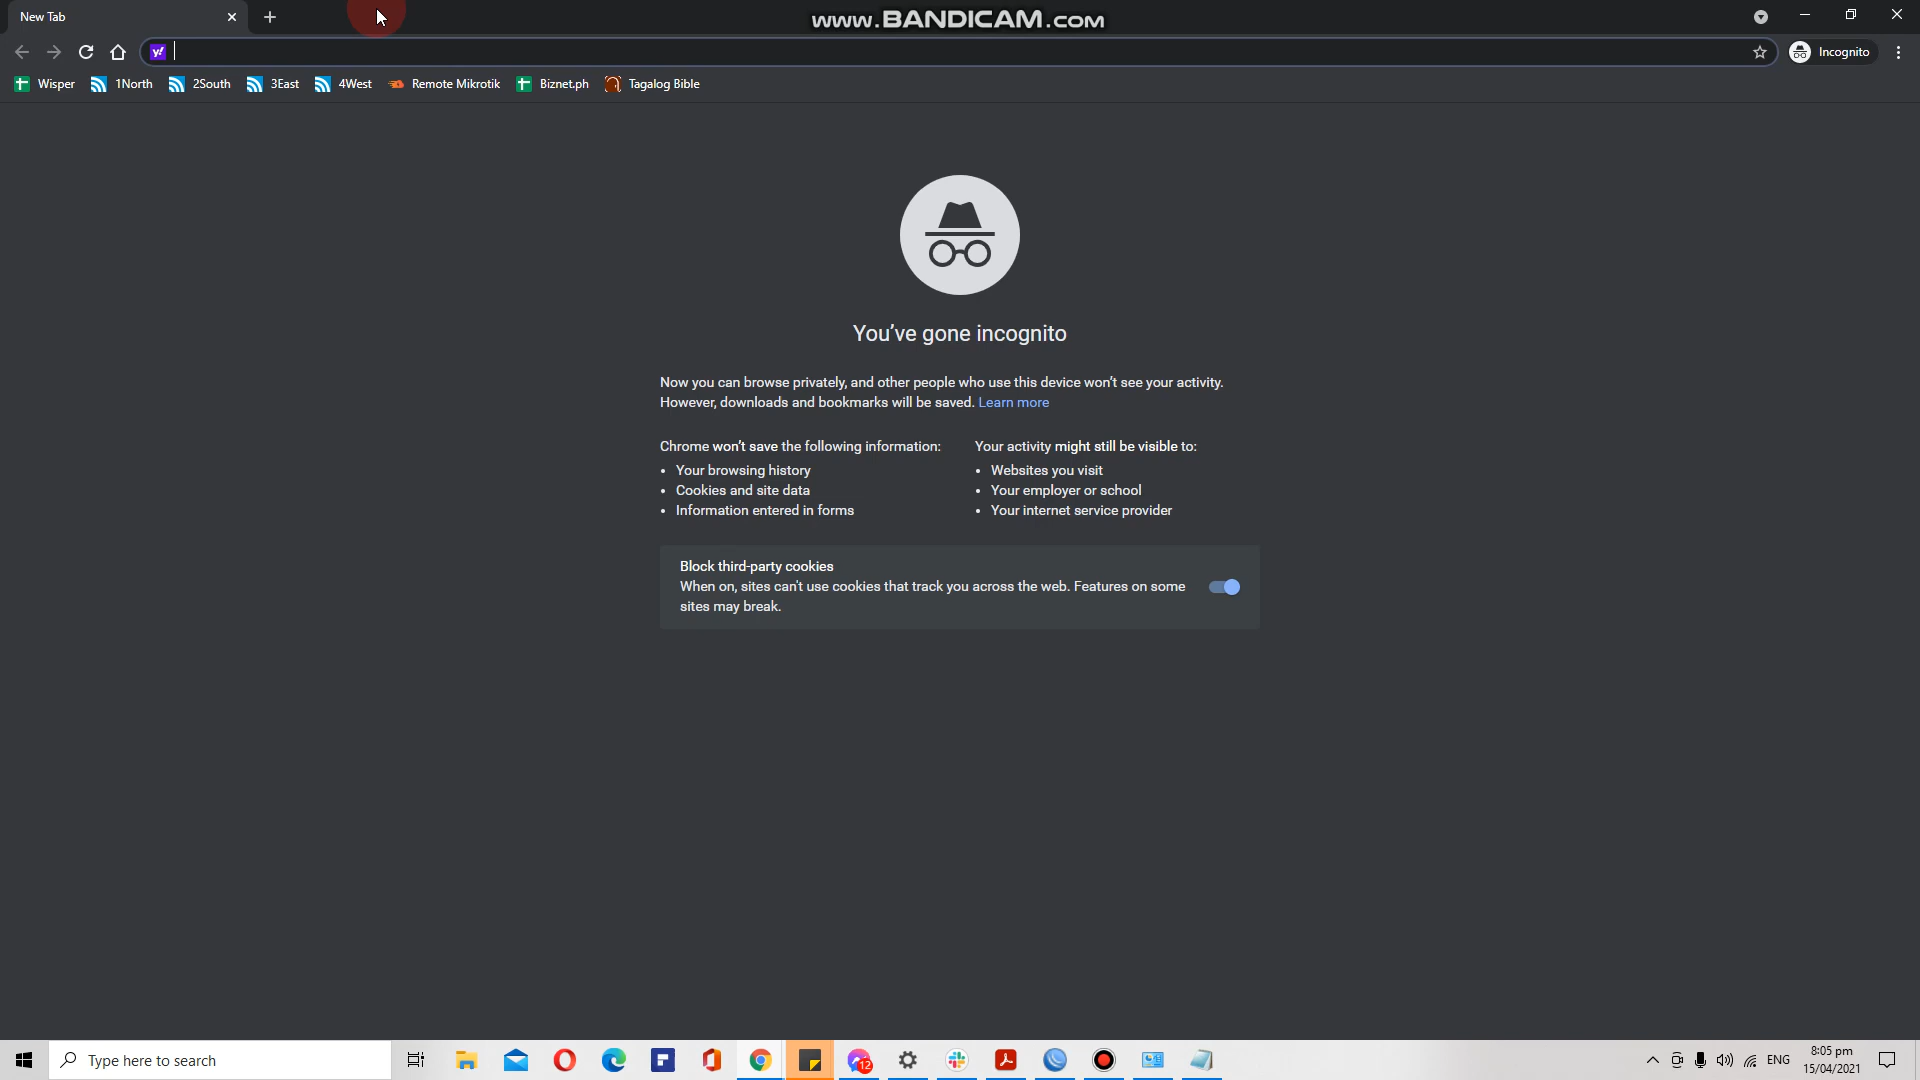 New Tab
www.BANDICAM.com
y!
Incognito
Wisper
1North
2South
3East
4West
Remote Mikrotik
Biznet.ph
Tagalog Bible
You've gone incognito
Now you can browse privately, and other people who use this device won't see your activity.
However, downloads and bookmarks will be saved. Learn more
Chrome won't save the following information:
Your browsing history
Cookies and site data
Information entered in forms
Your activity might still be visible to:
Websites you visit
Your employer or school
Your internet service provider
Block third-party cookies
When on, sites can't use cookies that track you across the web. Features on some
sites may break.
Type here to search
12
ENG
8:05 pm
15/04/2021